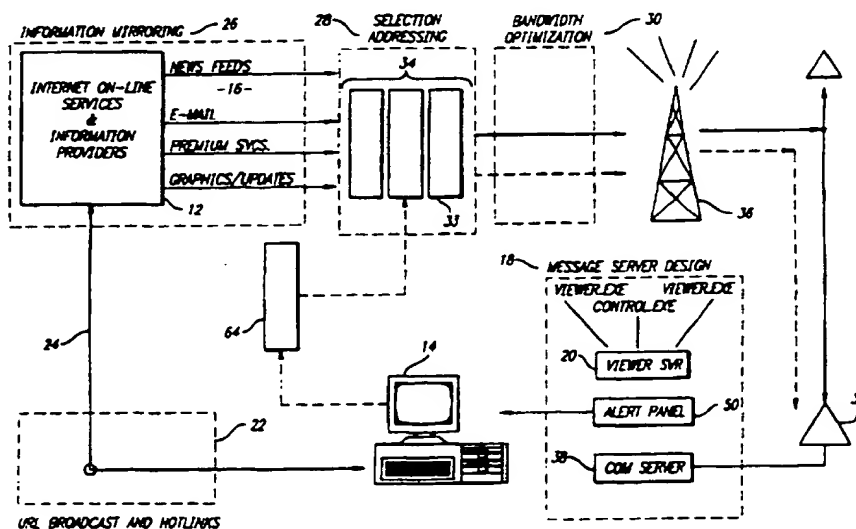 INFORMATION MIRRORING
26
28
SELECTION
ADDRESSING
BANDWIDTH
OPTIMIZATION
30
INTERNET ON-LINE
SERVICES
&
INFORMATION
PROVIDERS
NEWS FEEDS
-16-
E-MAIL
PREMIUM SVCS.
GRAPHICS/UPDATES
12
34
33
36
24
64
14
18
MESSAGE SERVER DESIGN
VIEWER.EXE
VIEWER.EXE
CONTROL.EXE
20
VIEWER SVR
ALERT PANEL
50
38
COM SERVER
22
URL BROADCAST AND HOTLINKS